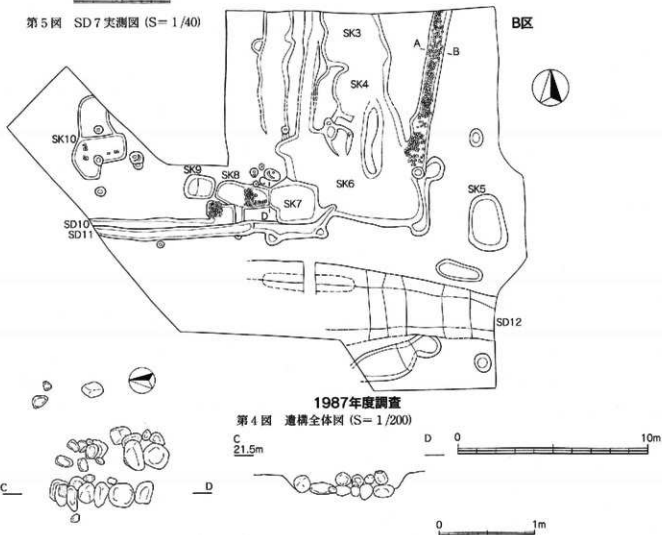 第5図 SD7実測図 (S=1/40)
B区
SK3
A
B
SK4
SK10
SK9
SK8
SK7
SK6
SK5
D
SD10
SD11
SD12
1987年度調査
第4図 遺構全体図 (S=1/200)
C
21.5m
D
0
10m
C
D
0
1m